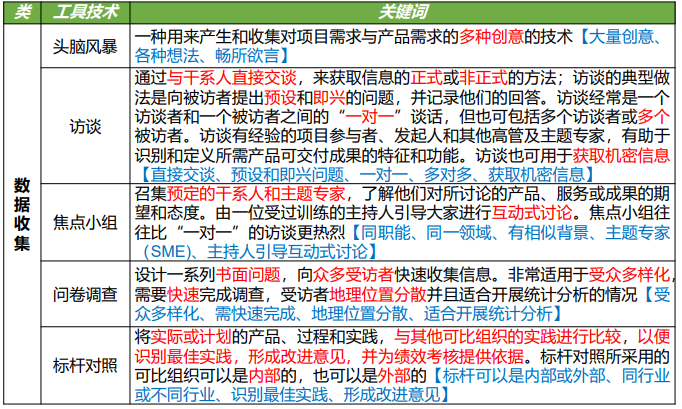 类 工具技术 关键词
数据收集
头脑风暴
一种用来产生和收集对项目需求与产品需求的多种创意的技术【大量创意、
各种想法、畅所欲言】
访谈
通过与干系人直接交谈，来获取信息的正式或非正式的方法；访谈的典型做
法是向被访者提出预设和即兴的问题，并记录他们的回答。访谈经常是一个
访谈者和一个被访者之间的“一对一”谈话，但也可包括多个访谈者或多个
被访者。访谈有经验的项目参与者、发起人和其他高管及主题专家，有助于
识别和定义所需产品可交付成果的特征和功能。访谈也可用于获取机密信息
【直接交谈、预设和即兴问题、一对一、多对多、获取机密信息】
焦点小组
召集预定的干系人和主题专家，了解他们对所讨论的产品、服务或成果的期
望和态度。由一位受过训练的主持人引导大家进行互动式讨论。焦点小组往
往比“一对一”的访谈更热烈【同职能、同一领域、有相似背景、主题专家
（SME)、主持人引导互动式讨论】
问卷调查
设计一系列书面问题，向众多受访者快速收集信息。非常适用于受众多样化，
需要快速完成调查，受访者地理位置分散并且适合开展统计分析的情况【受
众多样化、需快速完成、地理位置分散、适合开展统计分析】
标杆对照
将实际或计划的产品、过程和实践，与其他可比组织的实践进行比较，以便
识别最佳实践，形成改进意见，并为绩效考核提供依据。标杆对照所采用的
可比组织可以是内部的，也可以是外部的【标杆可以是内部或外部、同行业
或不同行业、识别最佳实践、形成改进意见】